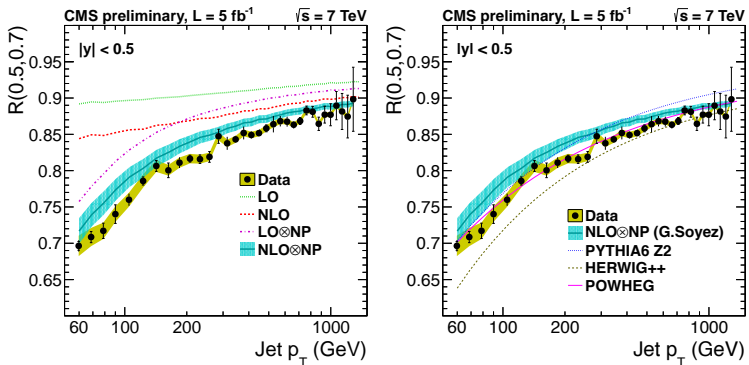 CMS preliminary, L = 5 fb⁻¹ √s = 7 TeV
|y| < 0.5
R(0.5,0.7)
0.95
0.9
0.85
0.8
0.75
0.7
0.65
Data
LO
NLO
LO⊗NP
NLO⊗NP
60 100 200 1000
Jet p_T (GeV)
CMS preliminary, L = 5 fb⁻¹ √s = 7 TeV
|y| < 0.5
R(0.5,0.7)
0.95
0.9
0.85
0.8
0.75
0.7
0.65
Data
NLO⊗NP (G.Soyez)
PYTHIA6 Z2
HERWIG++
POWHEG
60 100 200 1000
Jet p_T (GeV)